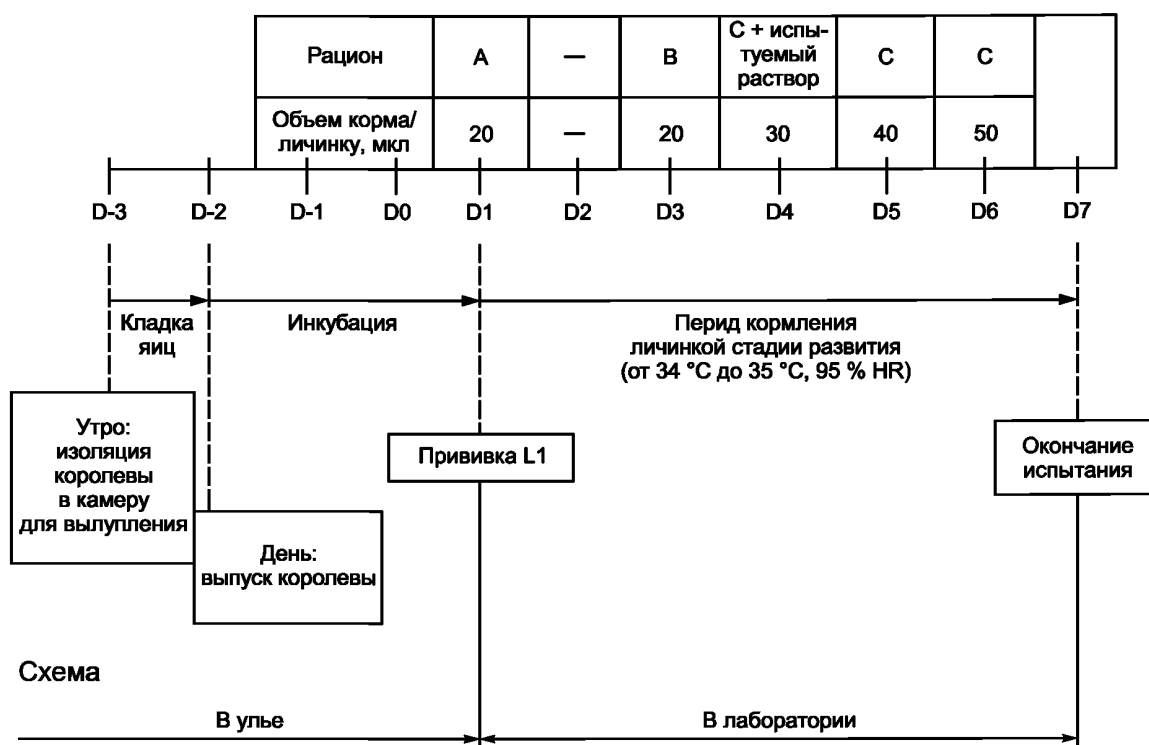 Рацион
A
—
B
C + испы-
туемый
раствор
C
C
Объем корма/
личинку, мкл
20
—
20
30
40
50
D-3
D-2
D-1
D0
D1
D2
D3
D4
D5
D6
D7
Кладка
яиц
Инкубация
Перид кормления
личинкой стадии развития
(от 34 °C до 35 °C, 95 % HR)
Утро:
изоляция
королевы
в камеру
для вылупления
Прививка L1
Окончание
испытания
День:
выпуск королевы
Схема
В улье
В лаборатории